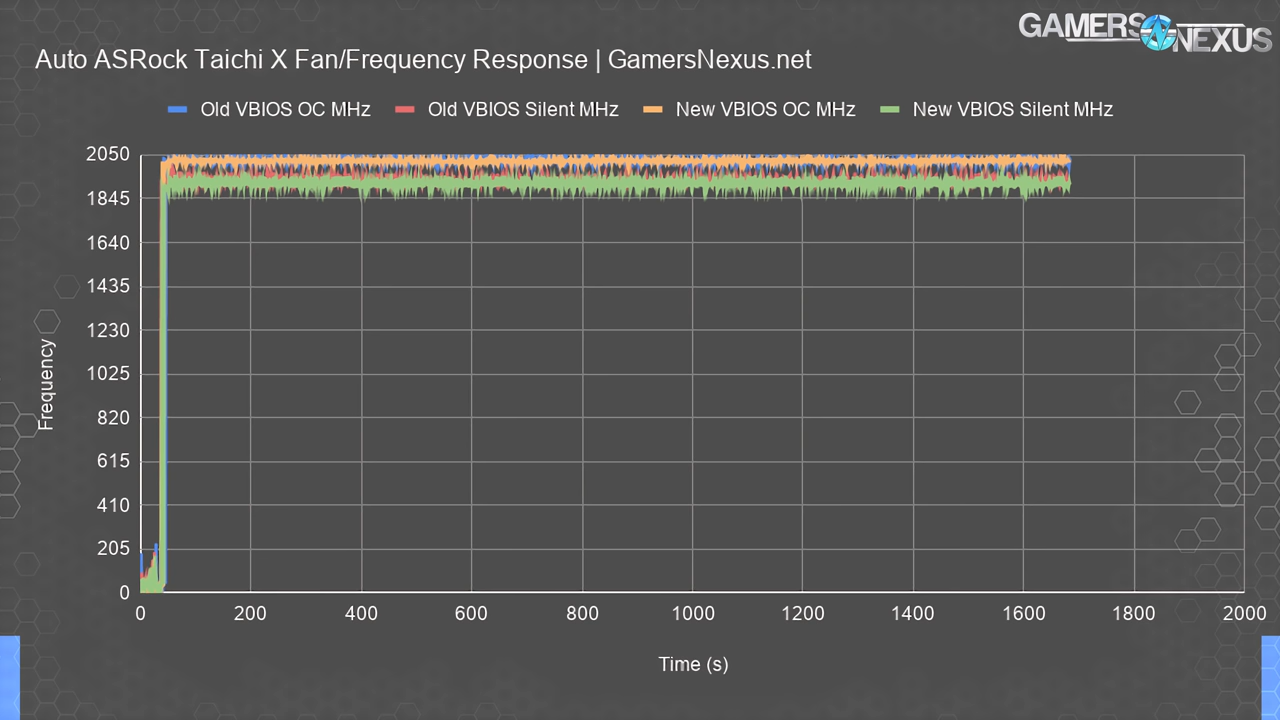 GAMERS NEXUS
Auto ASRock Taichi X Fan/Frequency Response | GamersNexus.net
Old VBIOS OC MHz Old VBIOS Silent MHz New VBIOS OC MHz New VBIOS Silent MHz
2050
1845
1640
1435
1230
1025
820
615
410
205
0
Frequency
0 200 400 600 800 1000 1200 1400 1600 1800 2000
Time (s)